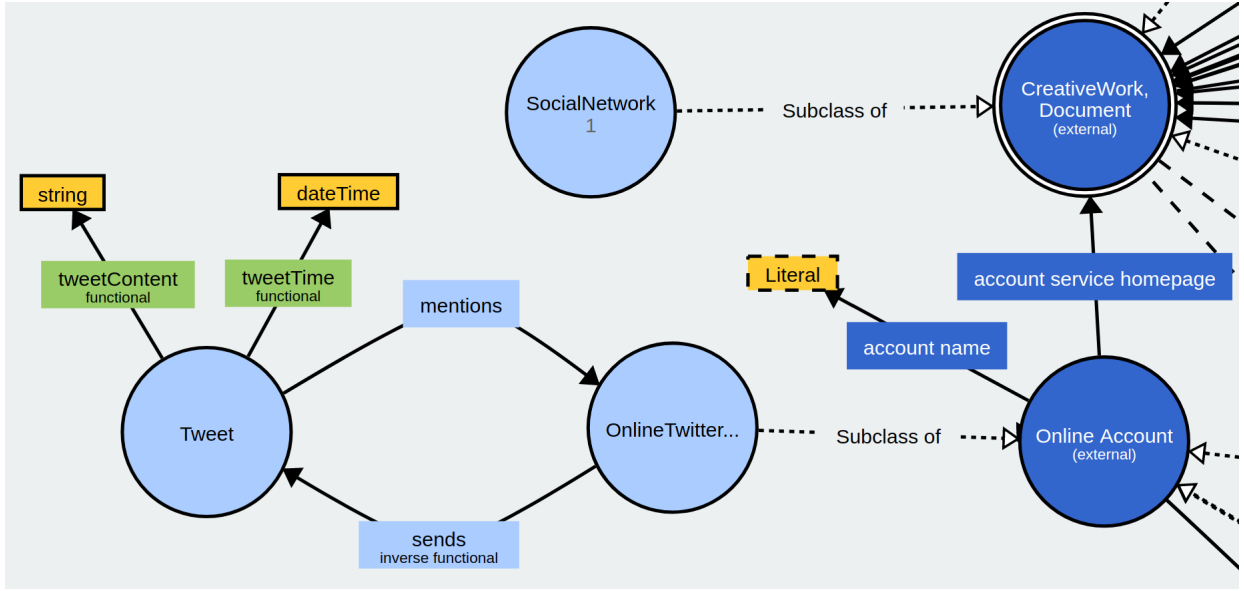 SocialNetwork
1
Subclass of
CreativeWork,
Document
(external)
string
dateTime
tweetContent
functional
tweetTime
functional
mentions
Literal
account service homepage
account name
Tweet
OnlineTwitter...
Subclass of
Online Account
(external)
sends
inverse functional